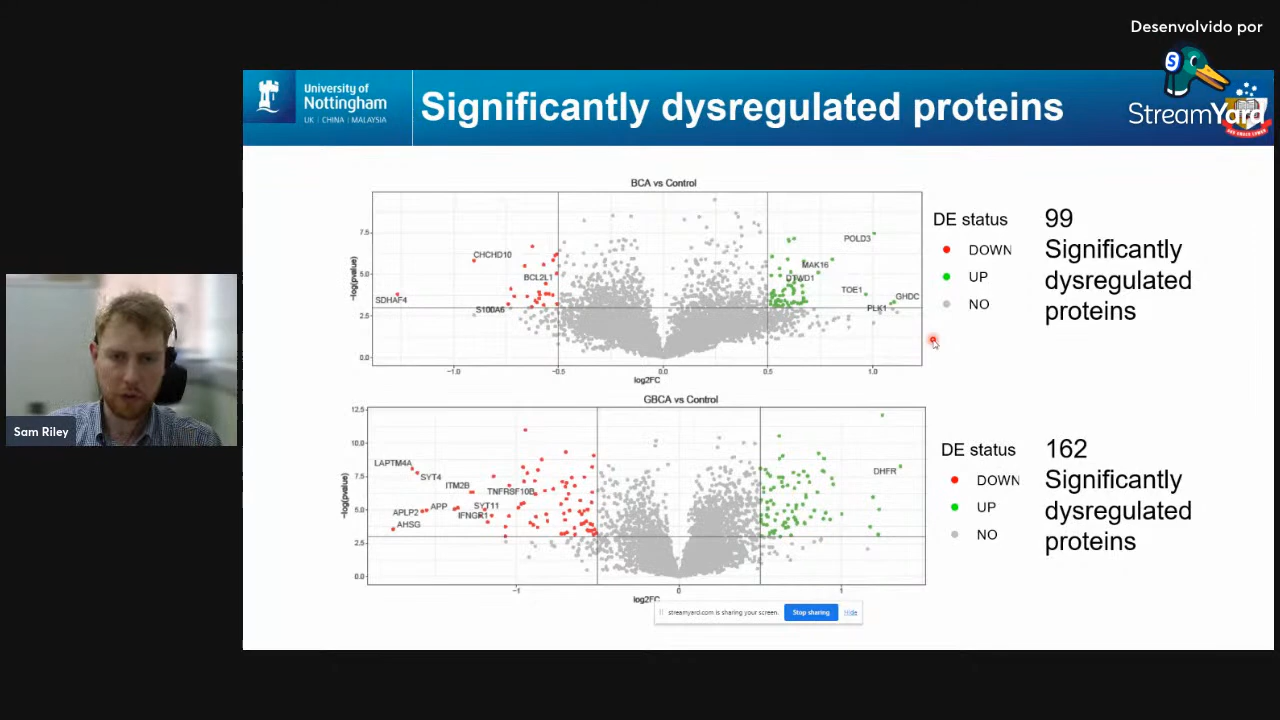 Desenvolvido por
StreamYard
University of
Nottingham
UK | CHINA | MALAYSIA
Significantly dysregulated proteins
BCA vs Control
-log(pvalue)
7.5
5.0
2.5
0.0
CHCHD10
BCL2L1
SDHAF4
S100A6
POLD3
MAK16
DTWD1
TOE1
GHDC
PLK1
-1.0
-0.5
0.0
0.5
1.0
log2FC
DE status
DOWN
UP
NO
99
Significantly
dysregulated
proteins
GBCA vs Control
-log(pvalue)
12.5
10.0
7.5
5.0
2.5
0.0
LAPTM4A
SYT4
ITM2B
TNFRSF10B
APP
SYT11
APLP2
IFNGR1
AHSG
DHFR
-1
0
1
log2FC
DE status
DOWN
UP
NO
162
Significantly
dysregulated
proteins
streamyard.com is sharing your screen.
Stop sharing
Hide
Sam Riley